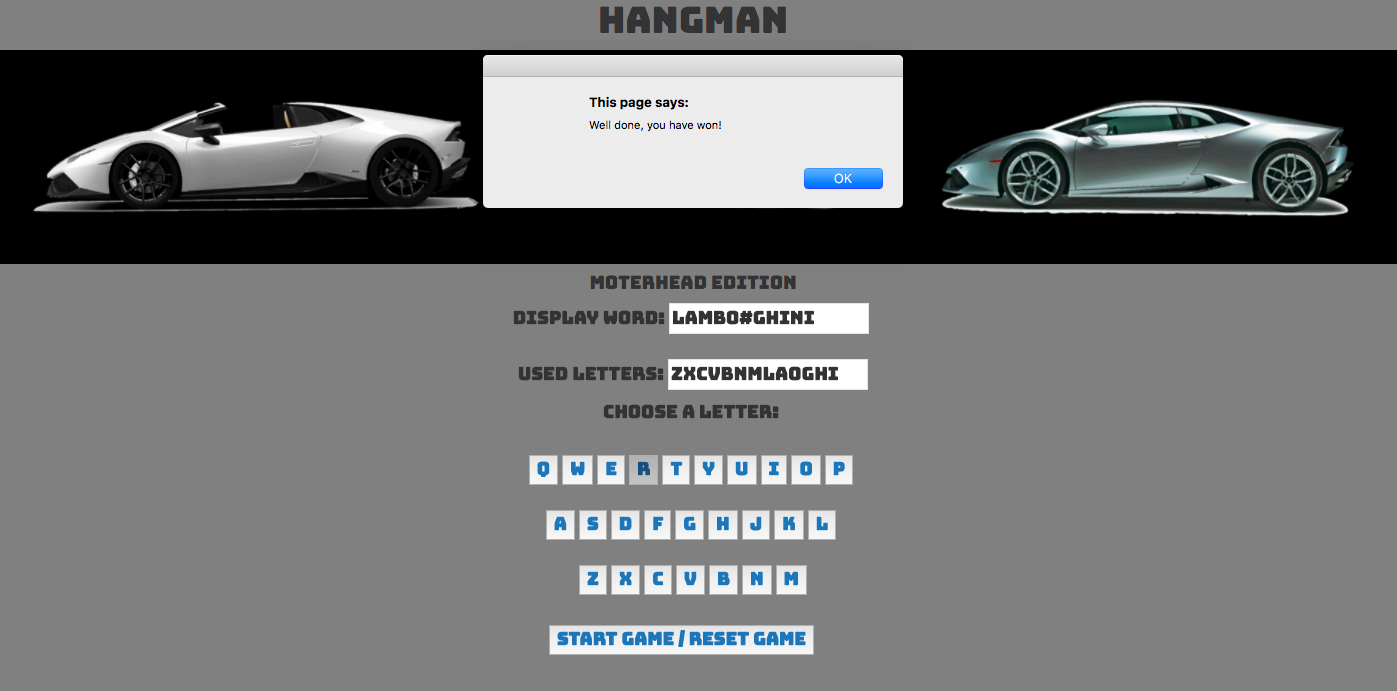 HANGMAN
This page says:
Well done, you have won!
OK
MOTERHEAD EDITION
DISPLAY WORD: LAMBO#GHINI
USED LETTERS: ZXCVBNMLAOGHI
CHOOSE A LETTER:
Q W E R T Y U I O P
A S D F G H J K L
Z X C V B N M
START GAME / RESET GAME